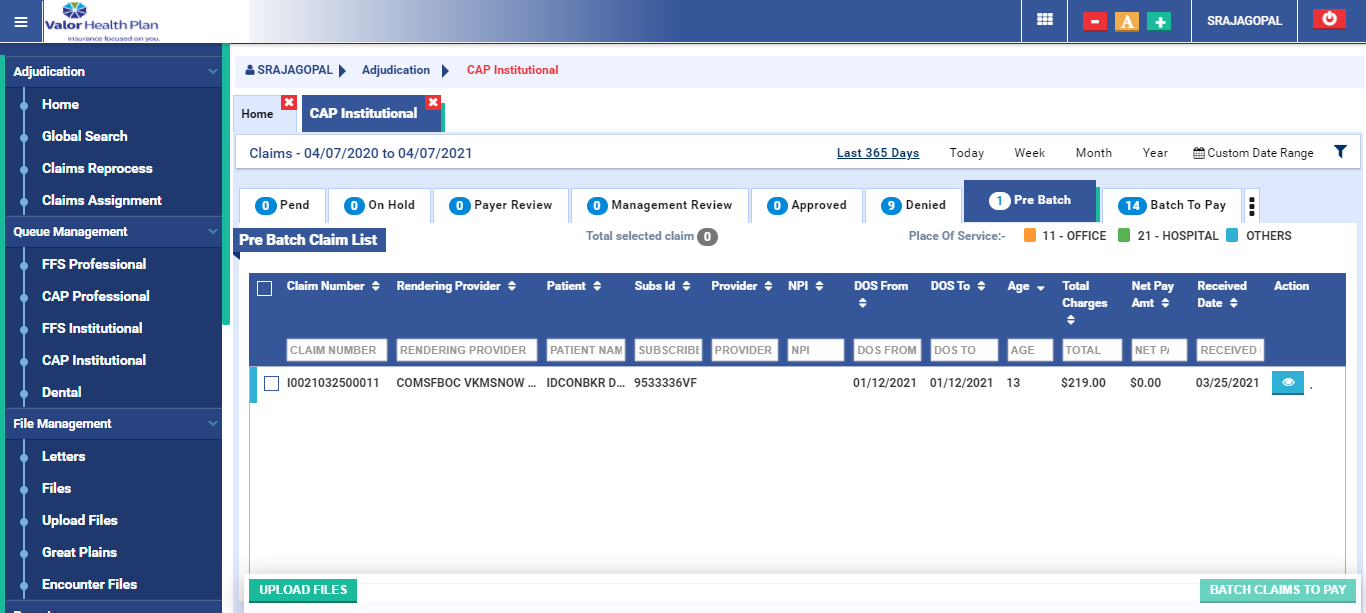 Valor Health Plan
Insurance focused on you.
A
SRAJAGOPAL
Adjudication
Home
Global Search
Claims Reprocess
Claims Assignment
Queue Management
FFS Professional
CAP Professional
FFS Institutional
CAP Institutional
Dental
File Management
Letters
Files
Upload Files
Great Plains
Encounter Files
SRAJAGOPAL Adjudication CAP Institutional
Home CAP Institutional
Claims - 04/07/2020 to 04/07/2021 Last 365 Days Today Week Month Year Custom Date Range
0 Pend 0 On Hold 0 Payer Review 0 Management Review 0 Approved 9 Denied 1 Pre Batch 14 Batch To Pay
Pre Batch Claim List Total selected claim 0 Place Of Service:- 11 - OFFICE 21 - HOSPITAL OTHERS
Claim Number Rendering Provider Patient Subs Id Provider NPI DOS From DOS To Age Total Charges Net Pay Amt Received Date Action
CLAIM NUMBER RENDERING PROVIDER PATIENT NAM SUBSCRIBE PROVIDER NPI DOS FROM DOS TO AGE TOTAL NET PA RECEIVED
I0021032500011 COMSFBOC VKMSNOW ... IDCONBKR D... 9533336VF 01/12/2021 01/12/2021 13 $219.00 $0.00 03/25/2021 .
UPLOAD FILES BATCH CLAIMS TO PAY